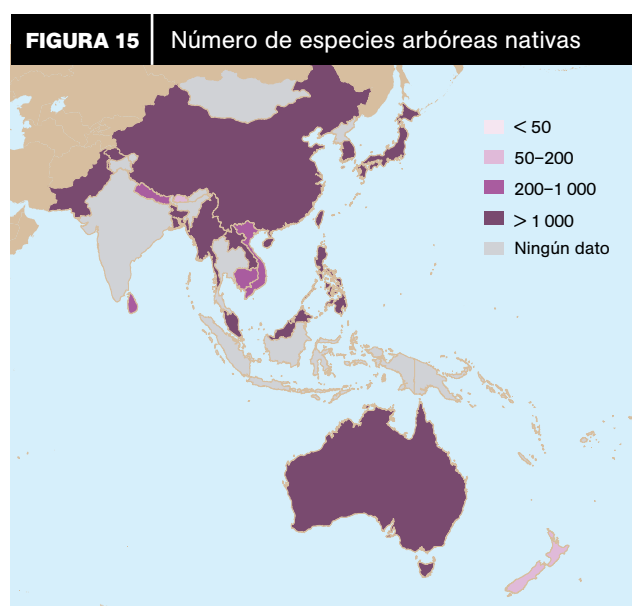 FIGURA 15 Número de especies arbóreas nativas
< 50
50–200
200–1 000
> 1 000
Ningún dato